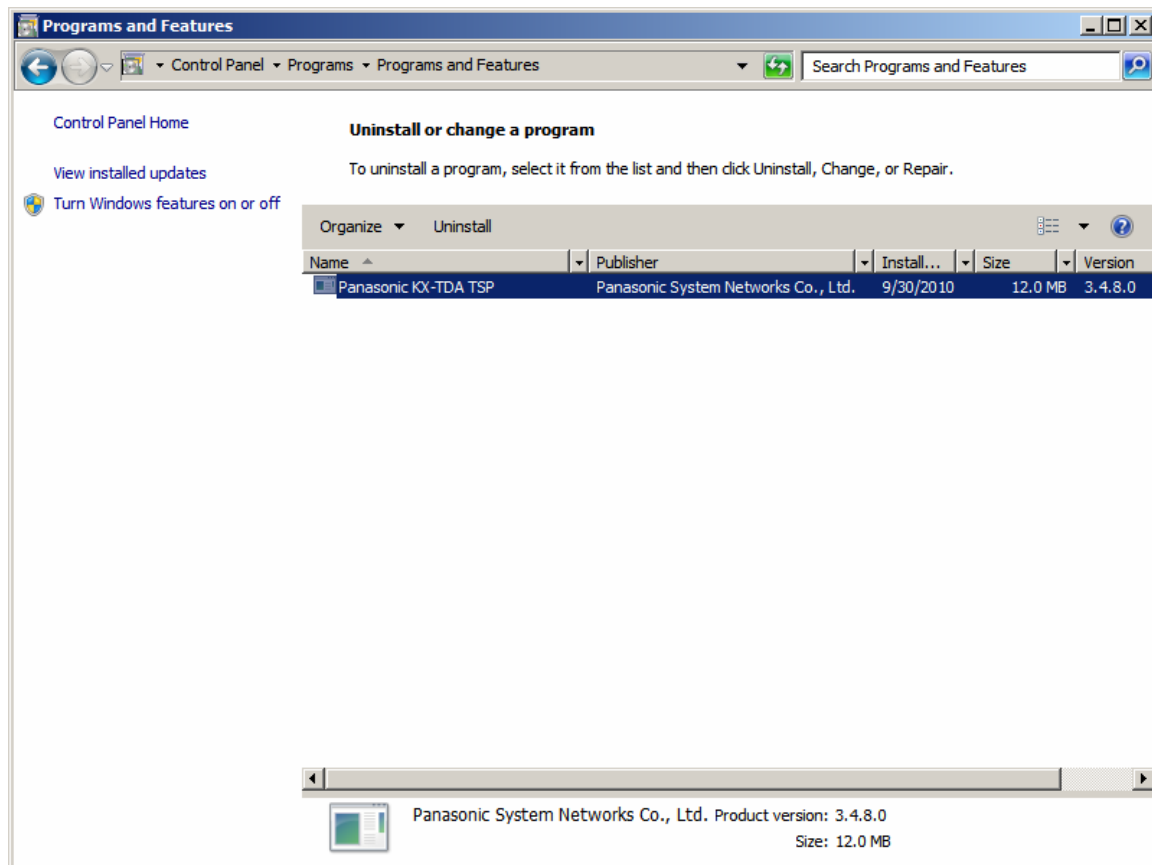 Programs and Features
Control Panel Programs Programs and Features Search Programs and Features
Control Panel Home
Uninstall or change a program
View installed updates
To uninstall a program, select it from the list and then click Uninstall, Change, or Repair.
Turn Windows features on or off
Organize Uninstall
Name Publisher Install... Size Version
Panasonic KX-TDA TSP Panasonic System Networks Co., Ltd. 9/30/2010 12.0 MB 3.4.8.0
Panasonic System Networks Co., Ltd. Product version: 3.4.8.0
Size: 12.0 MB